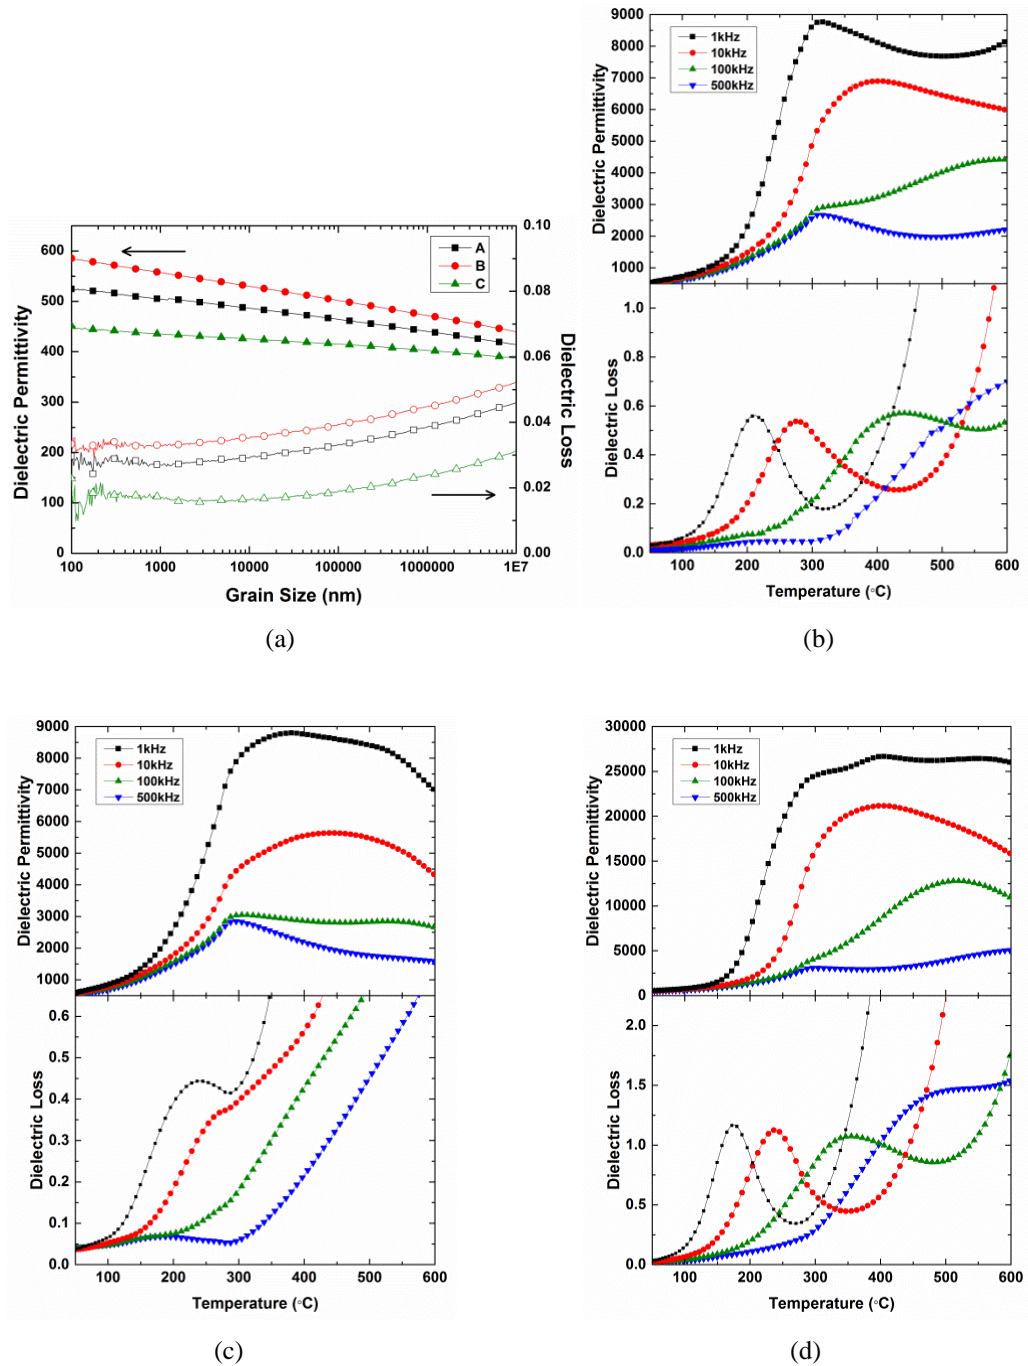 600
500
400
300
200
100
0
Dielectric Permittivity
0.10
0.08
0.06
0.04
0.02
0.00
Dielectric Loss
A
B
C
100
1000
10000
100000
1000000
1E7
Grain Size (nm)
(a)
9000
8000
7000
6000
5000
4000
3000
2000
1000
Dielectric Permittivity
1kHz
10kHz
100kHz
500kHz
1.0
0.8
0.6
0.4
0.2
0.0
Dielectric Loss
100
200
300
400
500
600
Temperature (◦C)
(b)
9000
8000
7000
6000
5000
4000
3000
2000
1000
Dielectric Permittivity
1kHz
10kHz
100kHz
500kHz
0.6
0.5
0.4
0.3
0.2
0.1
0.0
Dielectric Loss
100
200
300
400
500
600
Temperature (◦C)
(c)
30000
25000
20000
15000
10000
5000
0
Dielectric Permittivity
1kHz
10kHz
100kHz
500kHz
2.0
1.5
1.0
0.5
0.0
Dielectric Loss
100
200
300
400
500
600
Temperature (◦C)
(d)